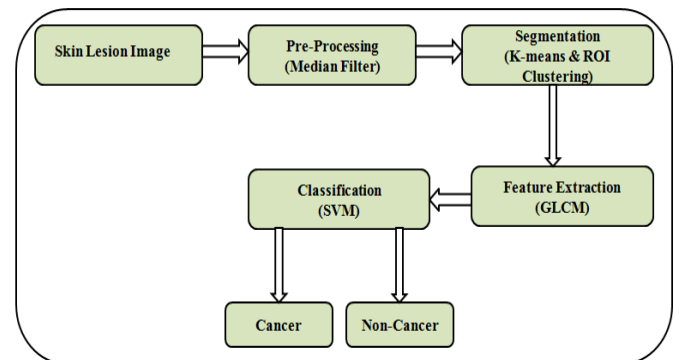 Skin Lesion Image
Pre-Processing
(Median Filter)
Segmentation
(K-means & ROI
Clustering)
Feature Extraction
(GLCM)
Classification
(SVM)
Cancer
Non-Cancer